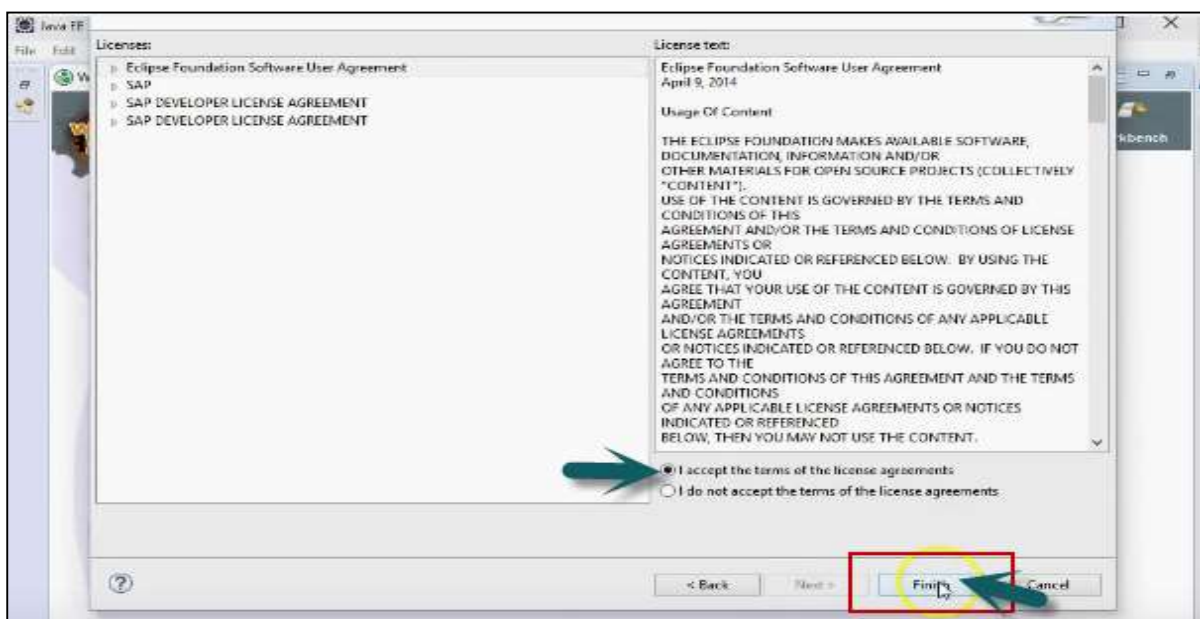 Java EE
File Edit
W
kbench
Licenses:
Eclipse Foundation Software User Agreement
SAP
SAP DEVELOPER LICENSE AGREEMENT
SAP DEVELOPER LICENSE AGREEMENT
License text:
Eclipse Foundation Software User Agreement
April 9, 2014
Usage Of Content
THE ECLIPSE FOUNDATION MAKES AVAILABLE SOFTWARE,
DOCUMENTATION, INFORMATION AND/OR
OTHER MATERIALS FOR OPEN SOURCE PROJECTS (COLLECTIVELY
"CONTENT").
USE OF THE CONTENT IS GOVERNED BY THE TERMS AND
CONDITIONS OF THIS
AGREEMENT AND/OR THE TERMS AND CONDITIONS OF LICENSE
AGREEMENTS OR
NOTICES INDICATED OR REFERENCED BELOW. BY USING THE
CONTENT, YOU
AGREE THAT YOUR USE OF THE CONTENT IS GOVERNED BY THIS
AGREEMENT
AND/OR THE TERMS AND CONDITIONS OF ANY APPLICABLE
LICENSE AGREEMENTS
OR NOTICES INDICATED OR REFERENCED BELOW. IF YOU DO NOT
AGREE TO THE
TERMS AND CONDITIONS OF THIS AGREEMENT AND THE TERMS
AND CONDITIONS
OF ANY APPLICABLE LICENSE AGREEMENTS OR NOTICES
INDICATED OR REFERENCED
BELOW, THEN YOU MAY NOT USE THE CONTENT.
I accept the terms of the license agreements
I do not accept the terms of the license agreements
< Back Next > Finish Cancel